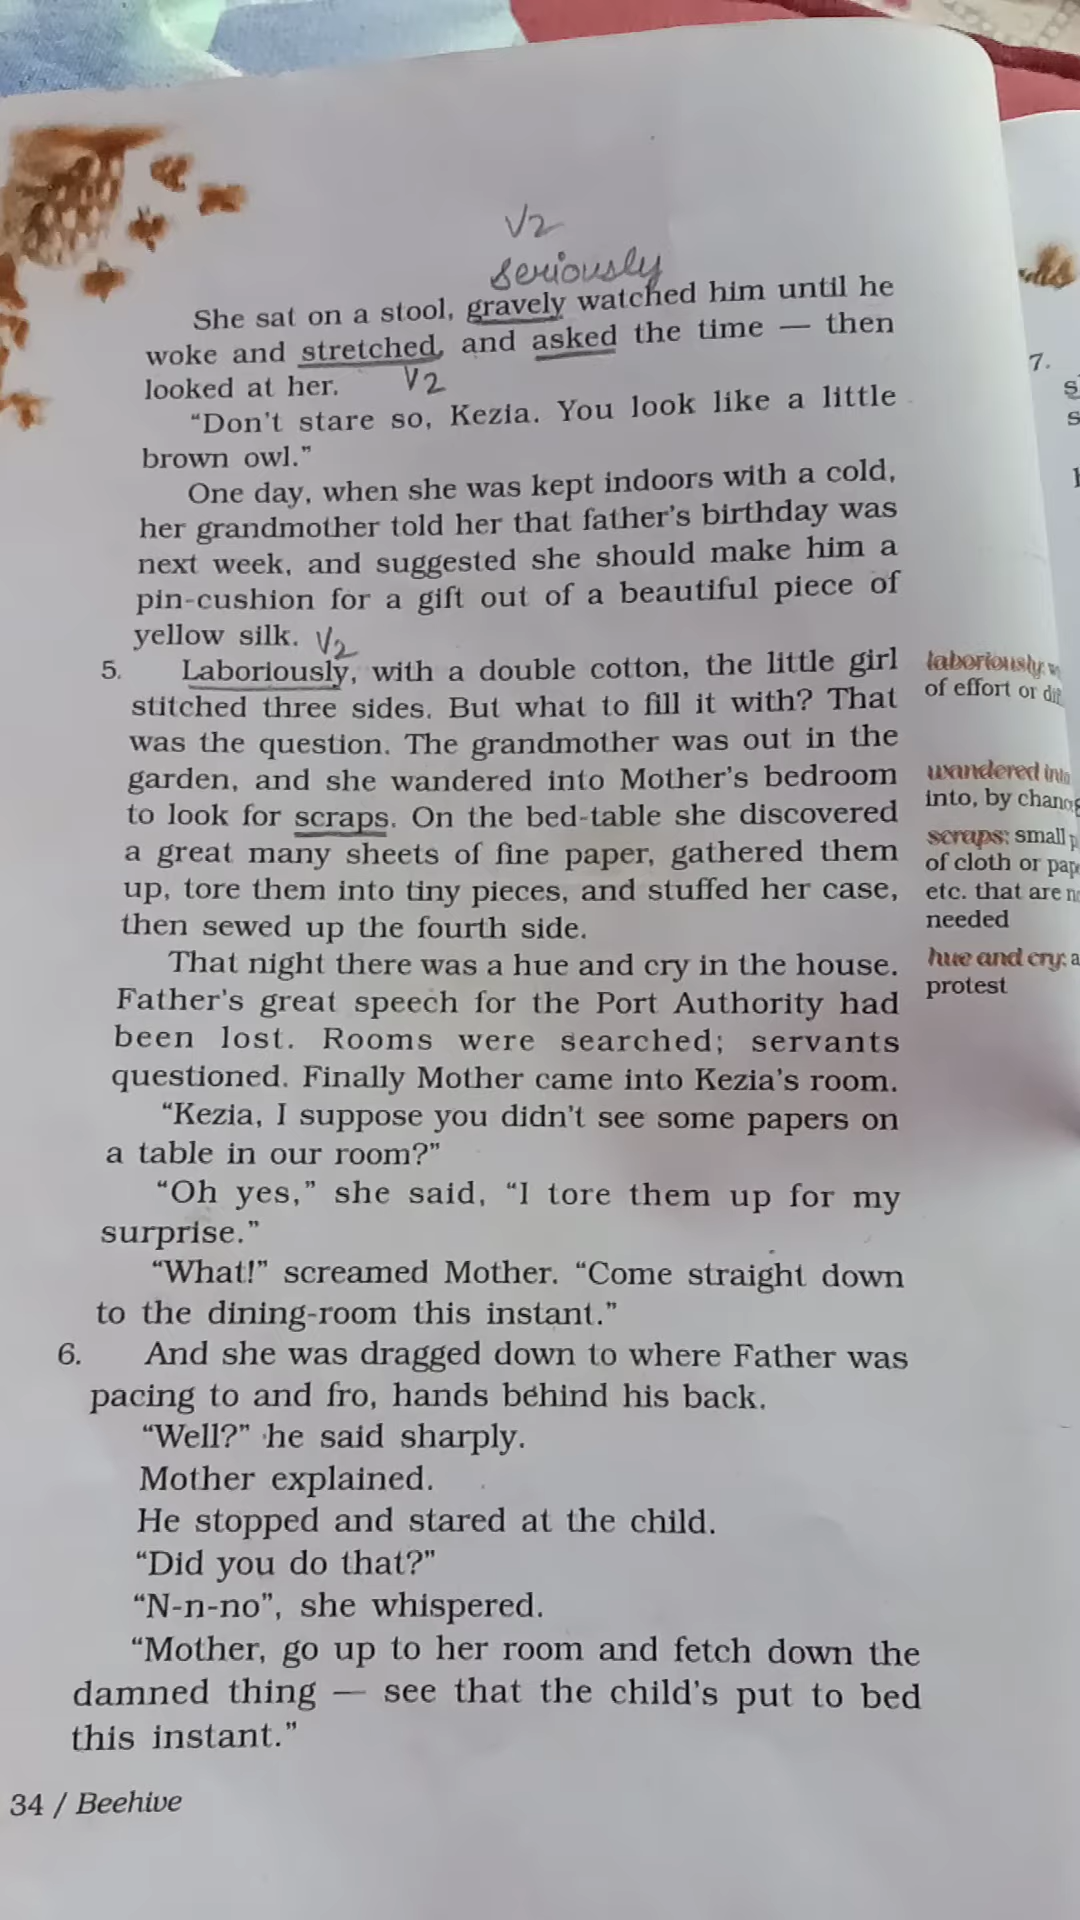 V2
seriously
She sat on a stool, gravely watched him until he
woke and stretched, and asked the time — then
looked at her. V2
“Don't stare so, Kezia. You look like a little
brown owl.”
One day, when she was kept indoors with a cold,
her grandmother told her that father's birthday was
next week, and suggested she should make him a
pin-cushion for a gift out of a beautiful piece of
yellow silk. V2
5. Laboriously, with a double cotton, the little girl
stitched three sides. But what to fill it with? That
was the question. The grandmother was out in the
garden, and she wandered into Mother's bedroom
to look for scraps. On the bed-table she discovered
a great many sheets of fine paper, gathered them
up, tore them into tiny pieces, and stuffed her case,
then sewed up the fourth side.
That night there was a hue and cry in the house.
Father's great speech for the Port Authority had
been lost. Rooms were searched; servants
questioned. Finally Mother came into Kezia's room.
“Kezia, I suppose you didn't see some papers on
a table in our room?”
“Oh yes,” she said, “I tore them up for my
surprise.”
“What!” screamed Mother. “Come straight down
to the dining-room this instant.”
6. And she was dragged down to where Father was
pacing to and fro, hands behind his back.
“Well?” he said sharply.
Mother explained.
He stopped and stared at the child.
“Did you do that?”
“N-n-no”, she whispered.
“Mother, go up to her room and fetch down the
damned thing — see that the child's put to bed
this instant.”
34 / Beehive
laboriously:
of effort or
wandered into
into, by
scraps: small
of cloth or
etc. that are
needed
hue and cry: a
protest
7.